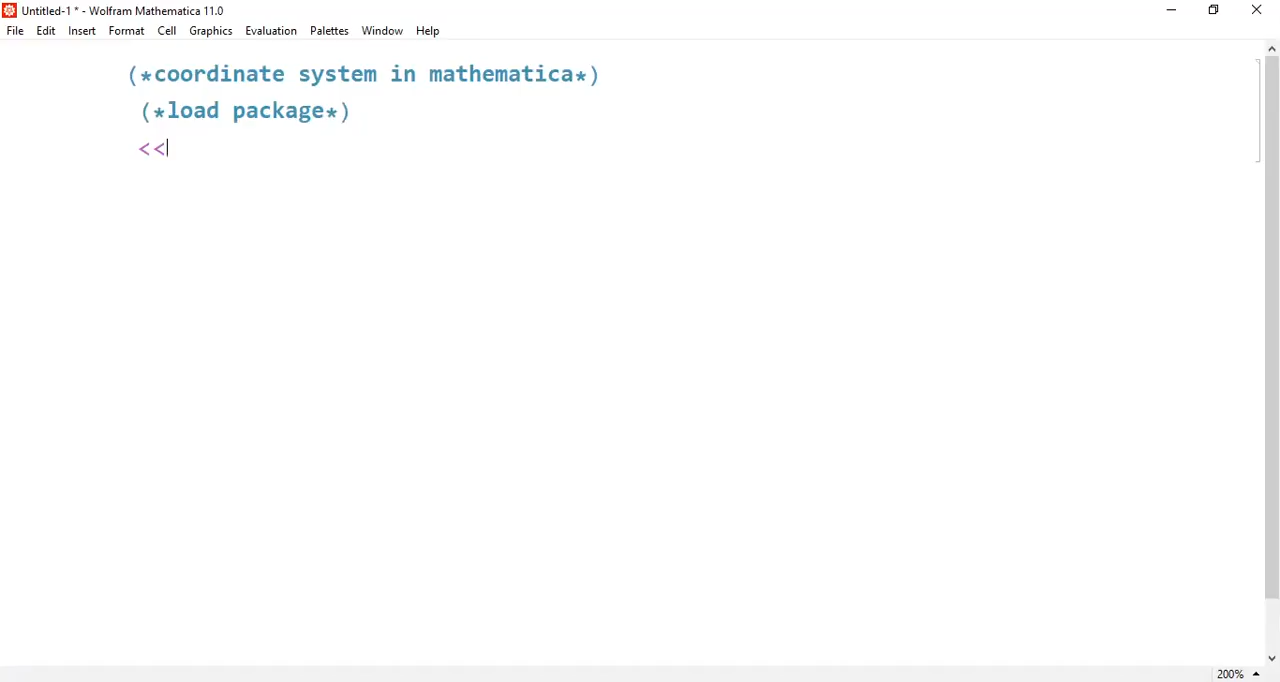 Untitled-1 * - Wolfram Mathematica 11.0
File Edit Insert Format Cell Graphics Evaluation Palettes Window Help
(*coordinate system in mathematica*)
(*load package*)
<<
200%